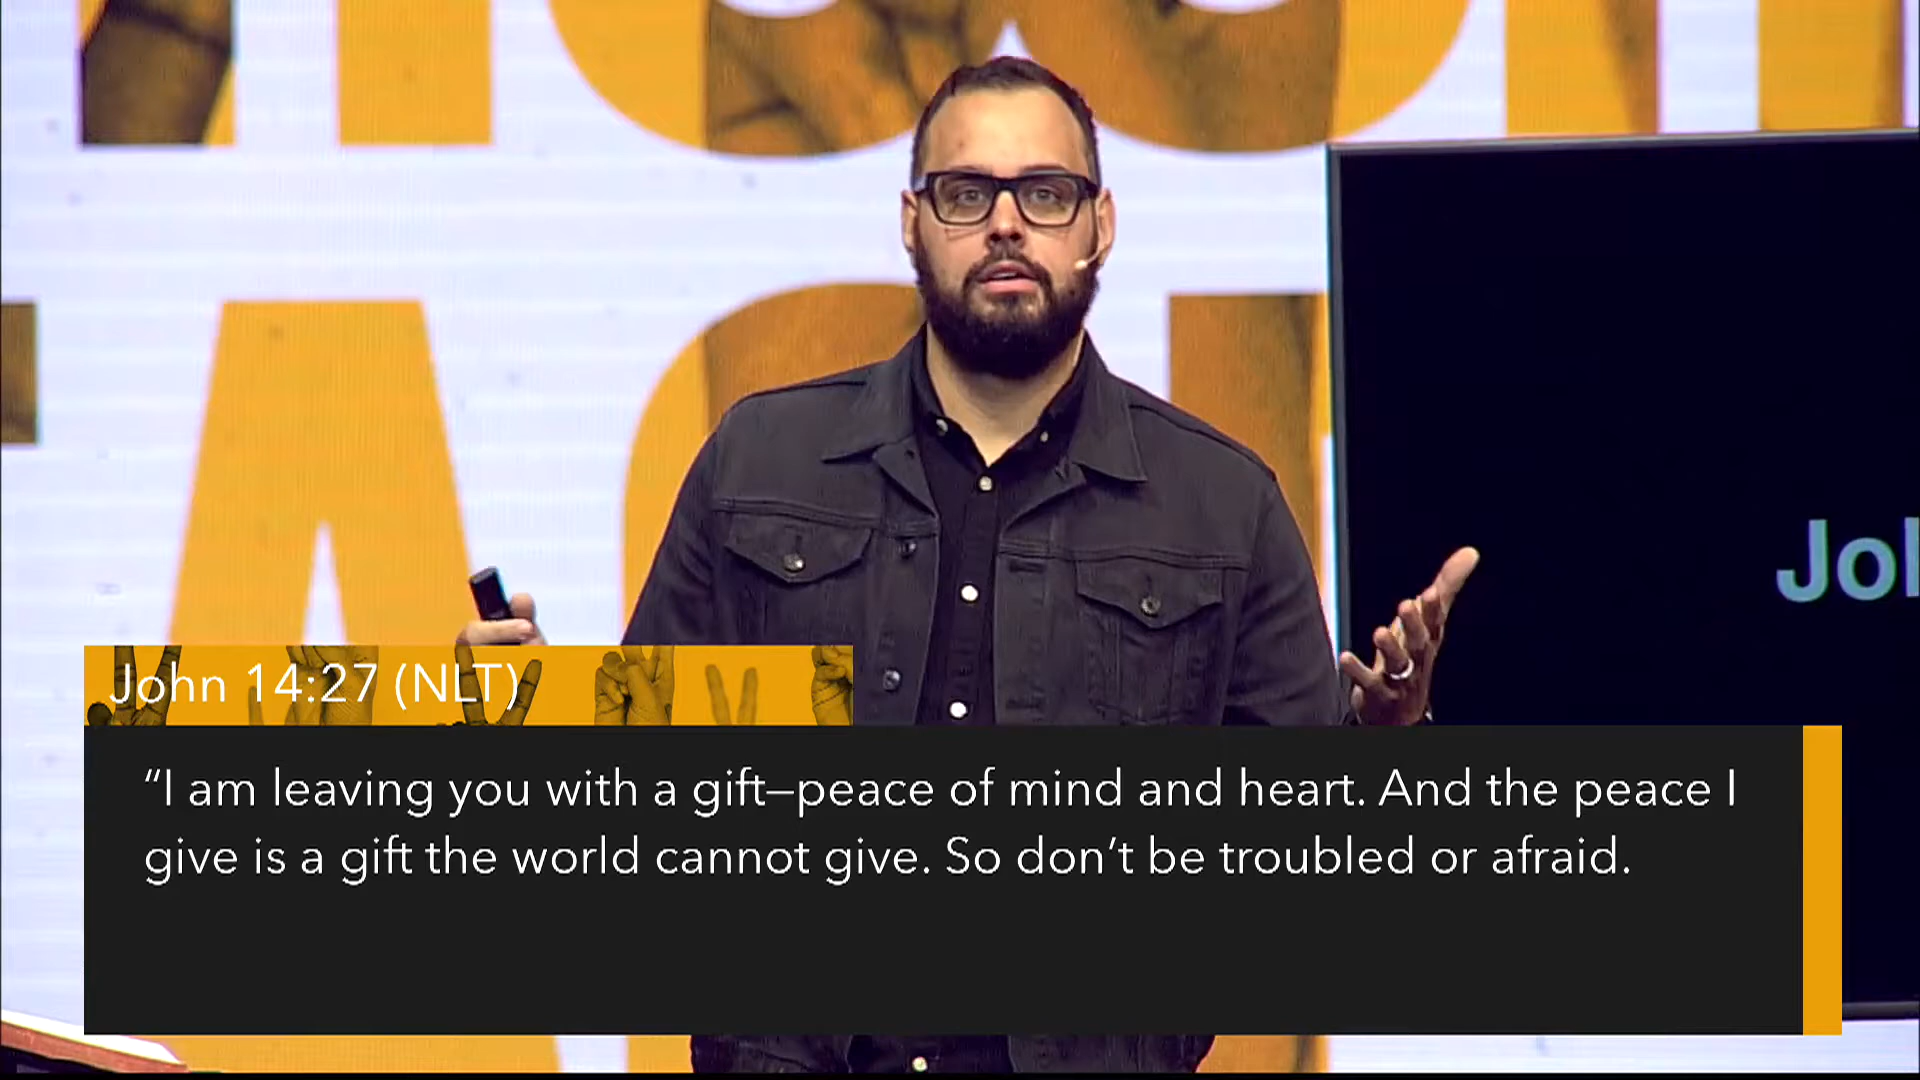 John 14:27 (NLT)
“I am leaving you with a gift–peace of mind and heart. And the peace I
give is a gift the world cannot give. So don’t be troubled or afraid.